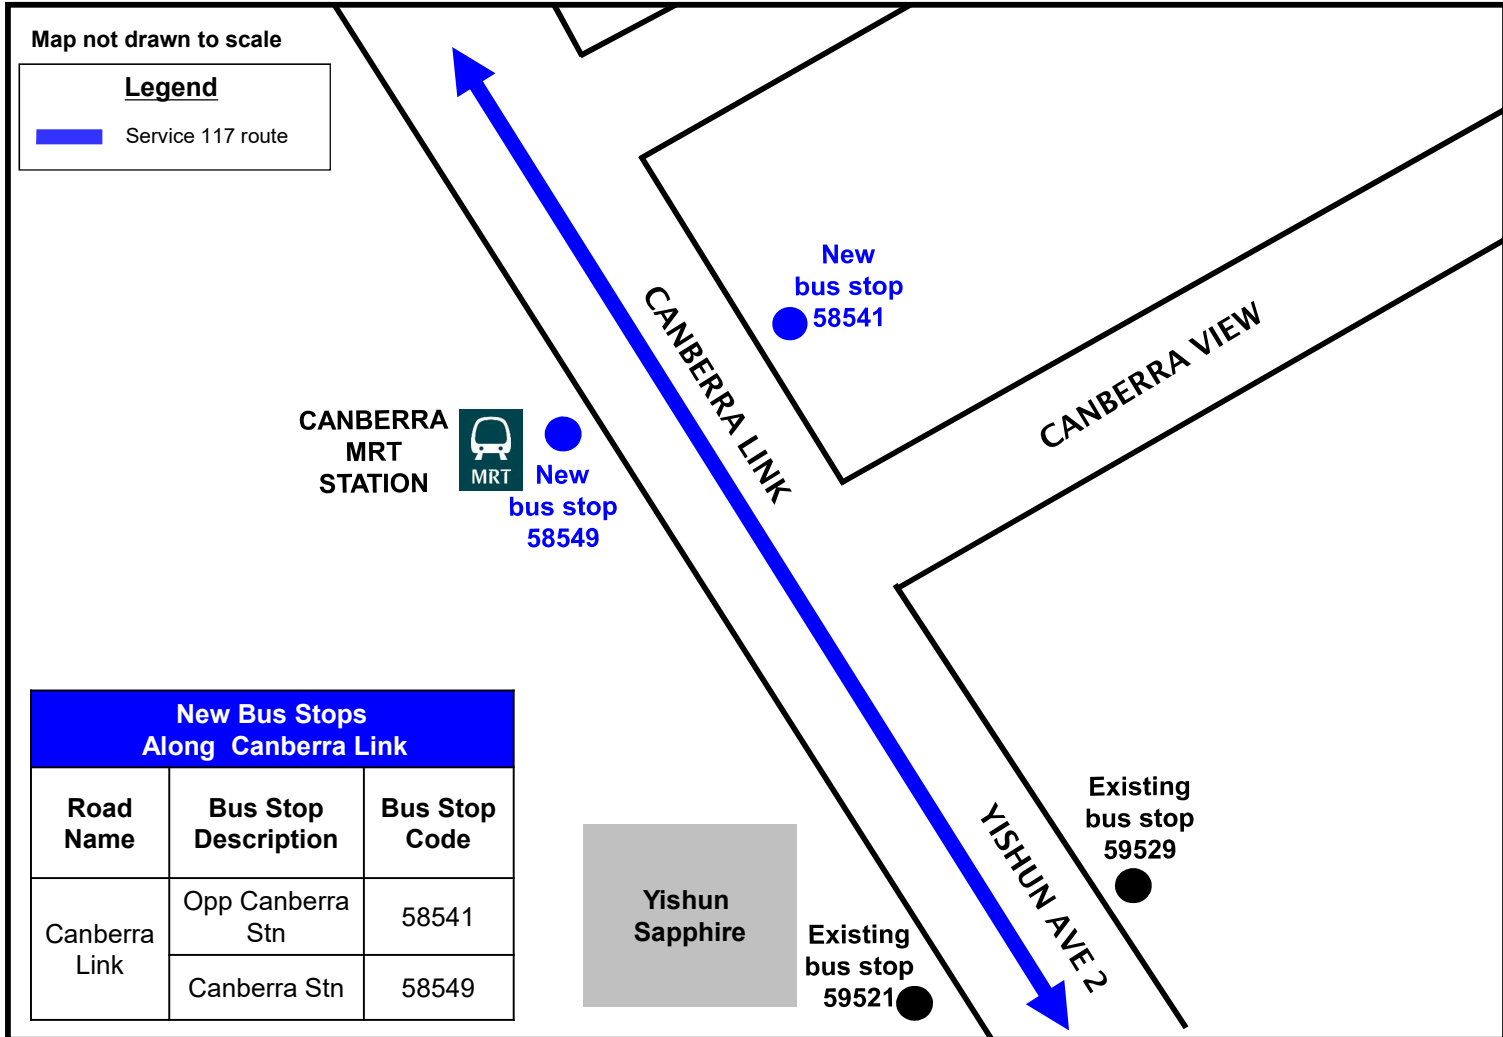 Map not drawn to scale
Legend
Service 117 route
New
bus stop
58541
CANBERRA LINK
CANBERRA VIEW
CANBERRA
MRT
STATION
MRT
New
bus stop
58549
New Bus Stops
Along Canberra Link
Road
Name
Bus Stop
Description
Bus Stop
Code
Canberra
Link
Opp Canberra
Stn
58541
Canberra Stn
58549
Yishun
Sapphire
Existing
bus stop
59521
YISHUN AVE 2
Existing
bus stop
59529